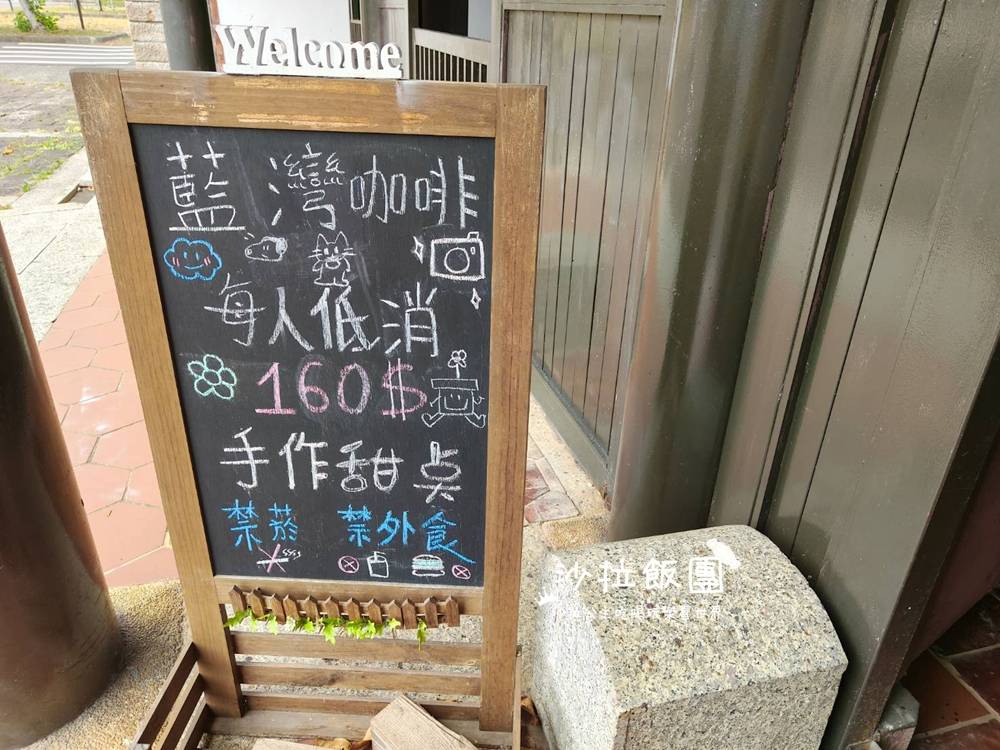 Welcome
藍灣咖啡
每人低消
160$
手作甜点
禁菸 禁外食
沙拉飯團